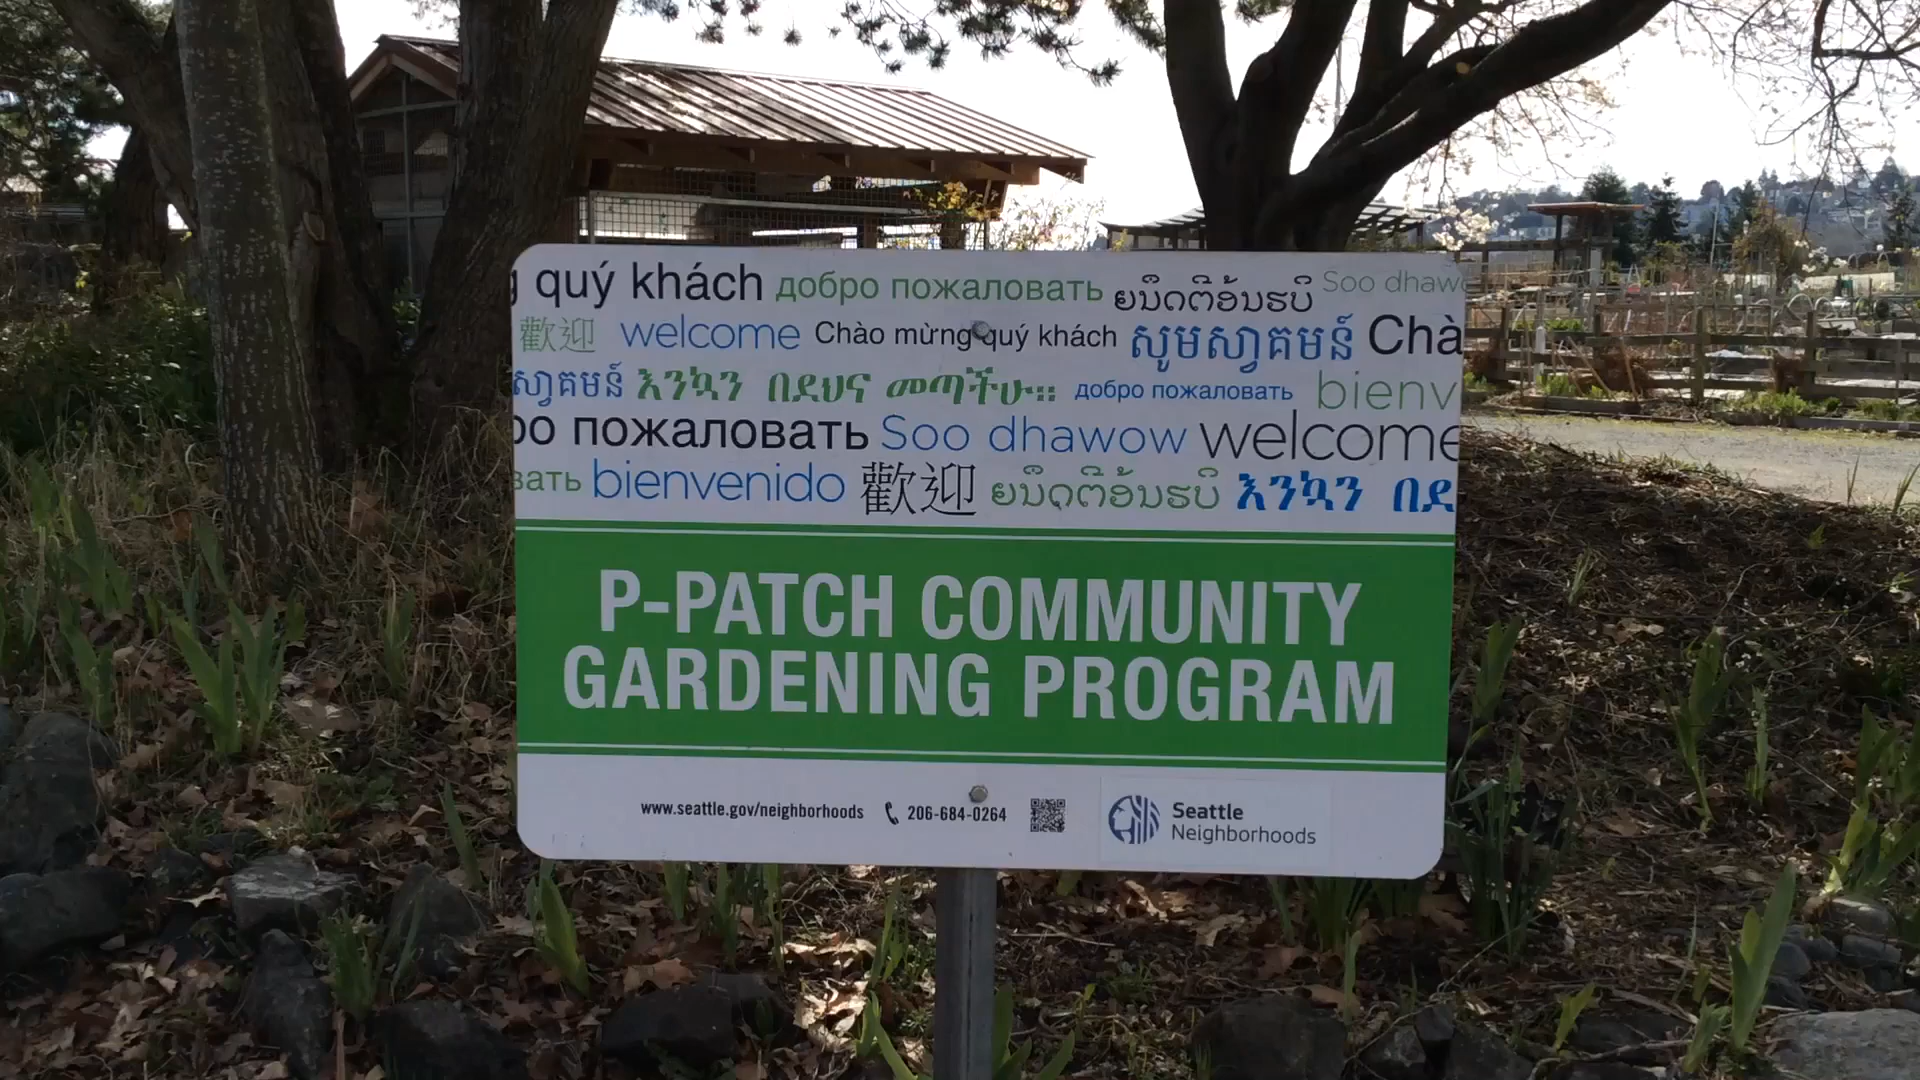 quý khách добро пожаловать ຍິນດີຕ້ອນຮັບ Soo dhawo
歡迎 welcome Chào mừng quý khách សូមស្វាគមន៍ Chà
ស្វាគមន៍ እንኳን በደህና መጣችሁ። добро пожаловать bienv
ро пожаловать Soo dhawow welcome
вать bienvenido 歡迎 ຍິນດີຕ້ອນຮັບ እንኳን በደ
P-PATCH COMMUNITY
GARDENING PROGRAM
www.seattle.gov/neighborhoods 206-684-0264 Seattle
Neighborhoods